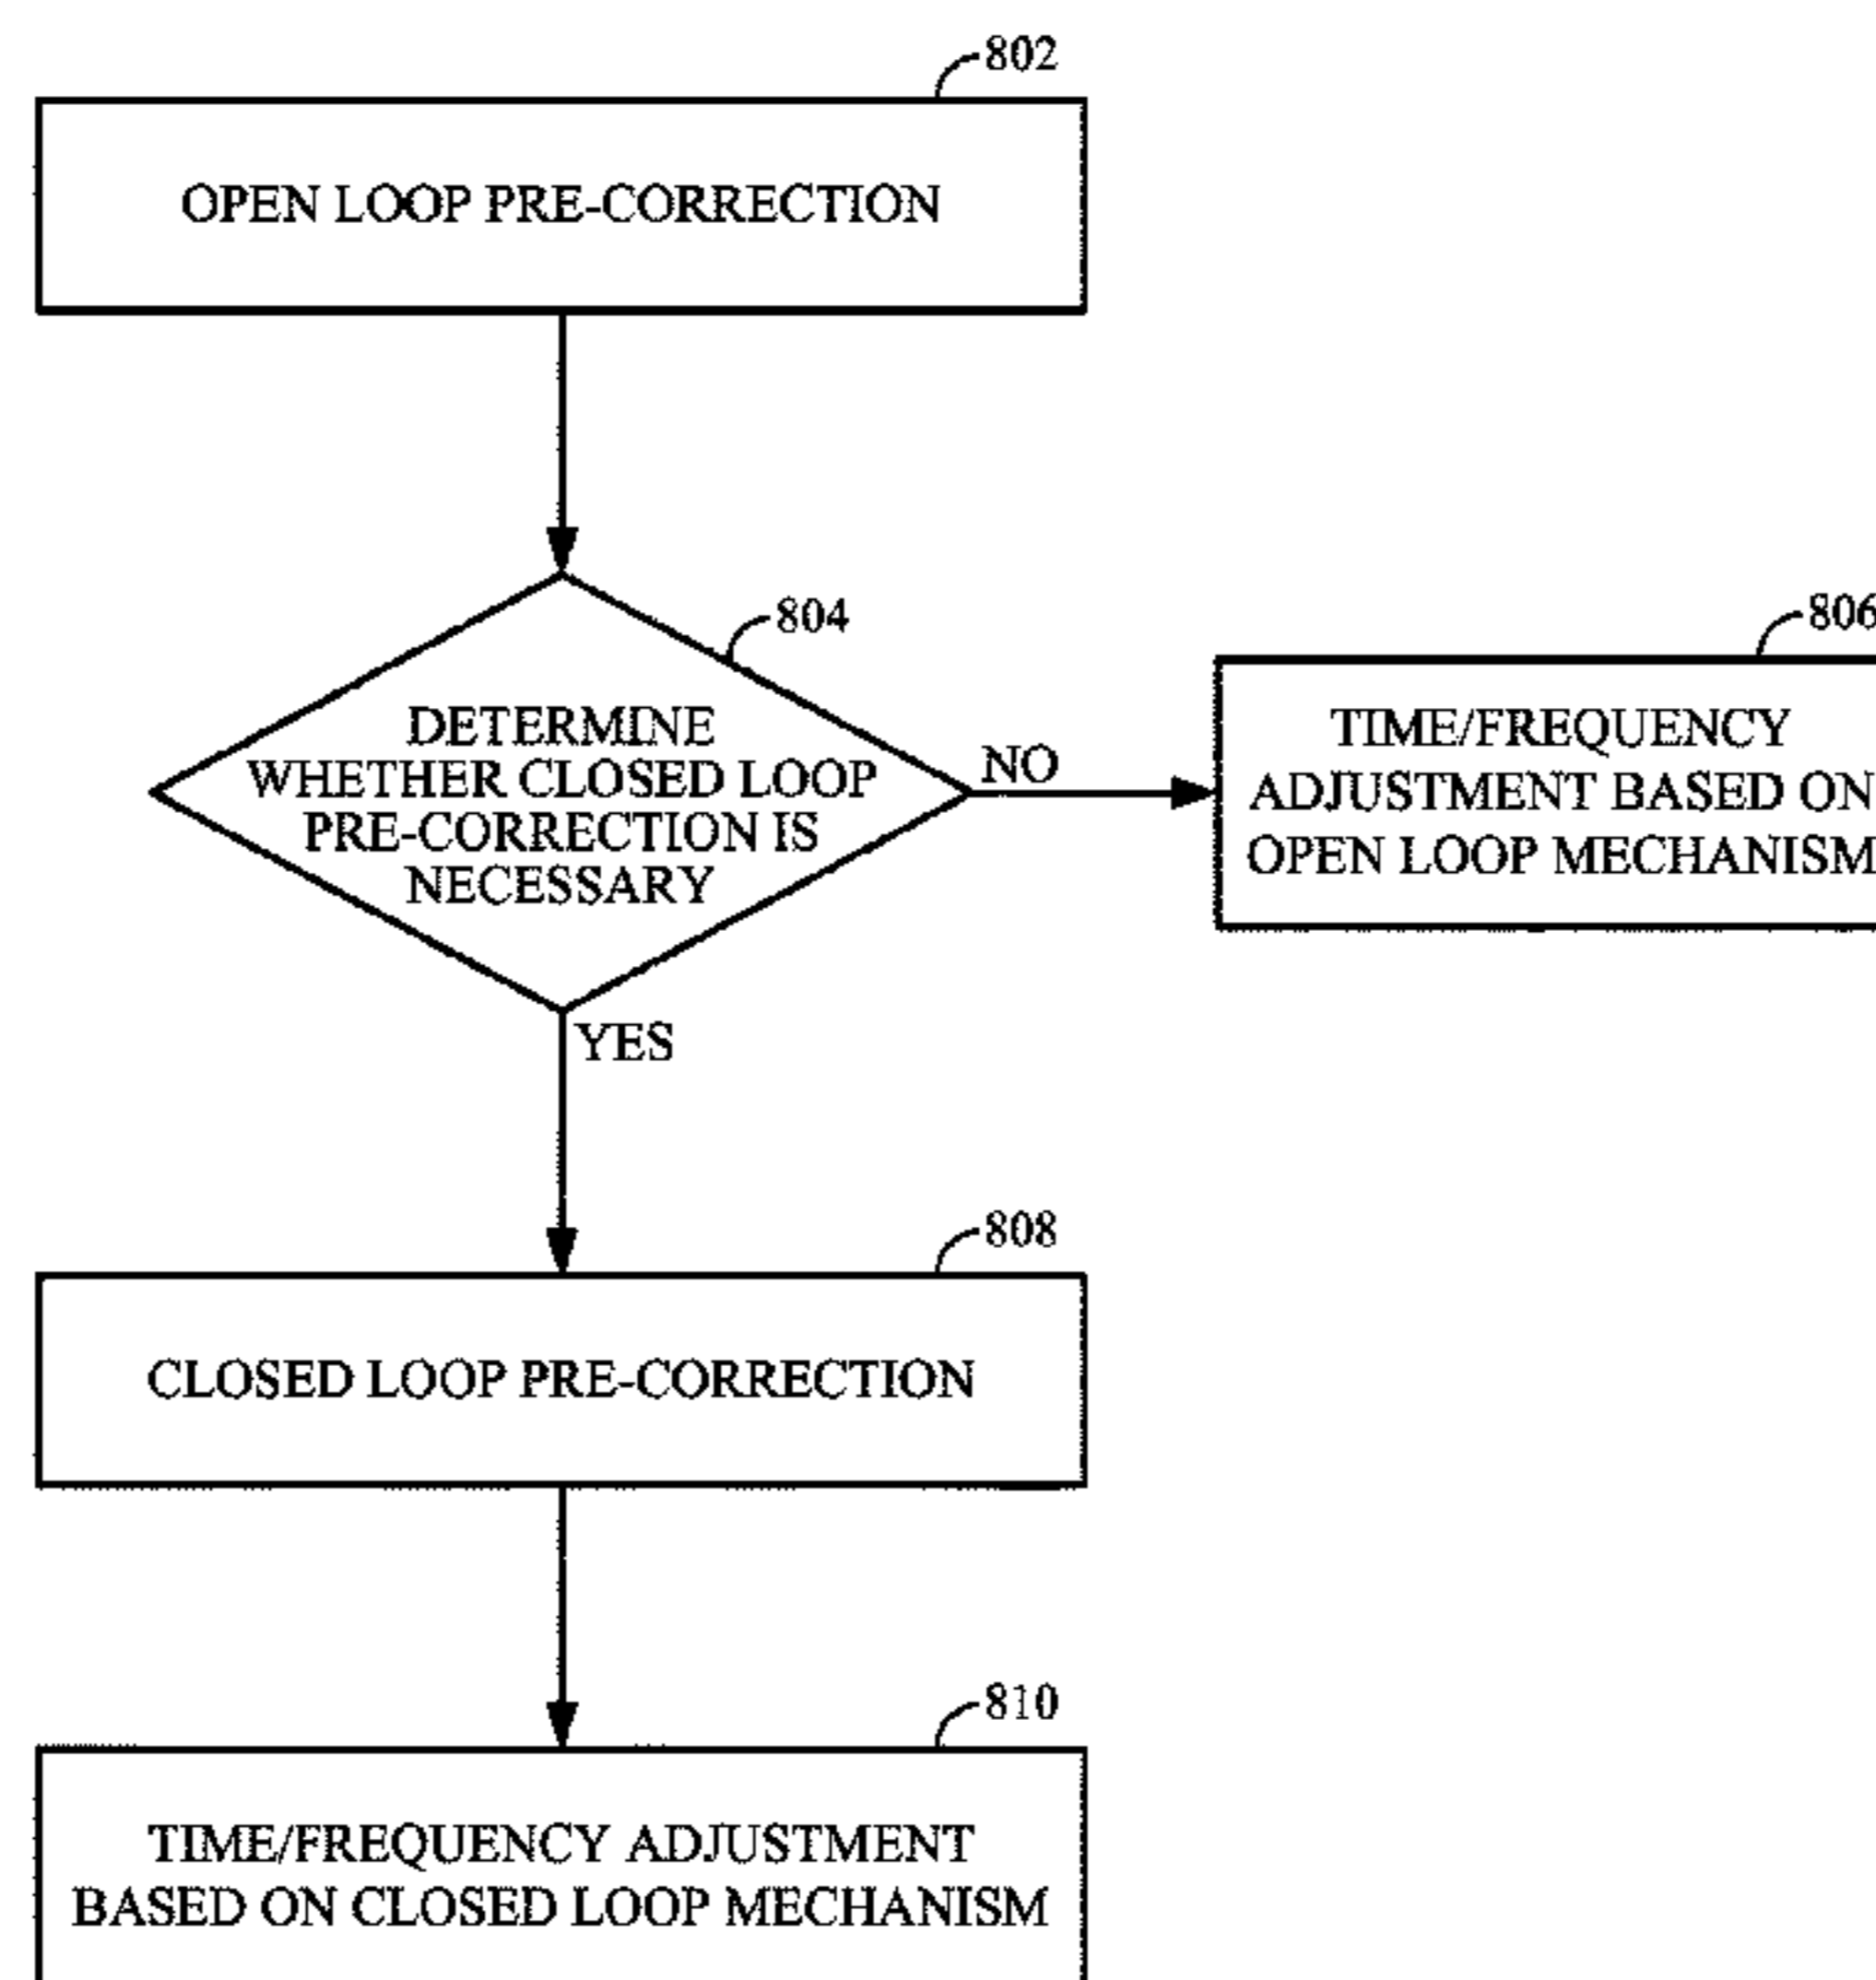 802
OPEN LOOP PRE-CORRECTION
804
DETERMINE
WHETHER CLOSED LOOP
PRE-CORRECTION IS
NECESSARY
NO
806
TIME/FREQUENCY
ADJUSTMENT BASED ON
OPEN LOOP MECHANISM
YES
808
CLOSED LOOP PRE-CORRECTION
810
TIME/FREQUENCY ADJUSTMENT
BASED ON CLOSED LOOP MECHANISM